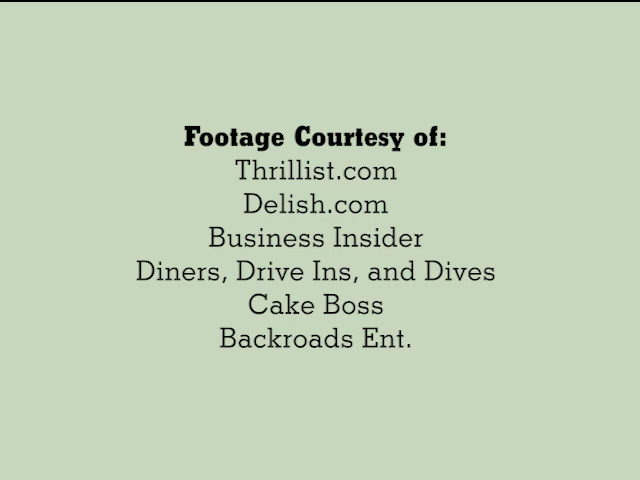 Footage Courtesy of:
Thrillist.com
Delish.com
Business Insider
Diners, Drive Ins, and Dives
Cake Boss
Backroads Ent.